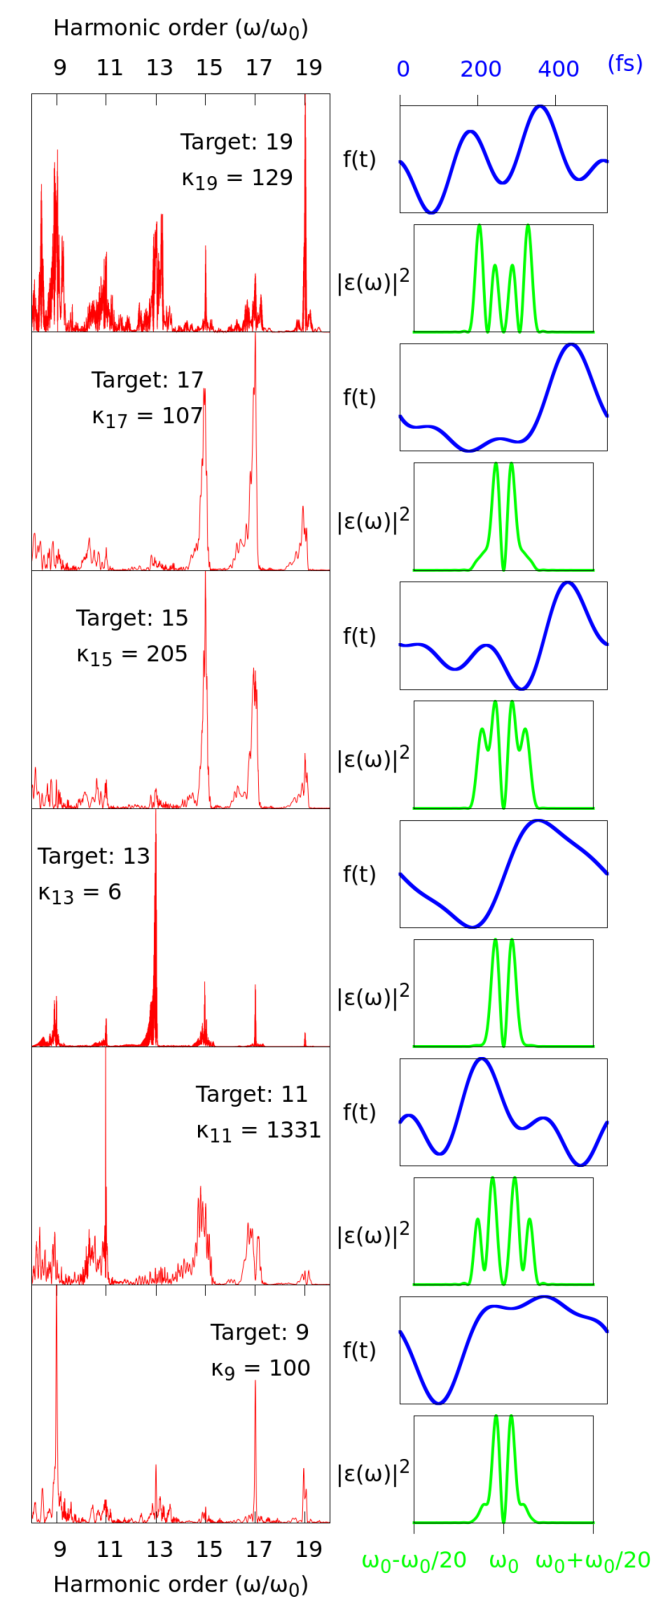 Harmonic order (ω/ω0)
9 11 13 15 17 19
0 200 400 (fs)
Target: 19
κ19 = 129
f(t)
|ε(ω)|2
Target: 17
κ17 = 107
f(t)
|ε(ω)|2
Target: 15
κ15 = 205
f(t)
|ε(ω)|2
Target: 13
κ13 = 6
f(t)
|ε(ω)|2
Target: 11
κ11 = 1331
f(t)
|ε(ω)|2
Target: 9
κ9 = 100
f(t)
|ε(ω)|2
9 11 13 15 17 19
Harmonic order (ω/ω0)
ω0-ω0/20 ω0 ω0+ω0/20